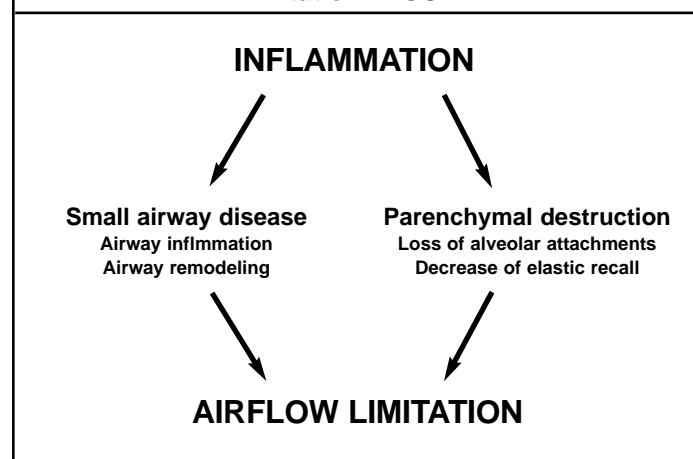 INFLAMMATION
Small airway disease
Airway inflmmation
Airway remodeling
Parenchymal destruction
Loss of alveolar attachments
Decrease of elastic recall
AIRFLOW LIMITATION